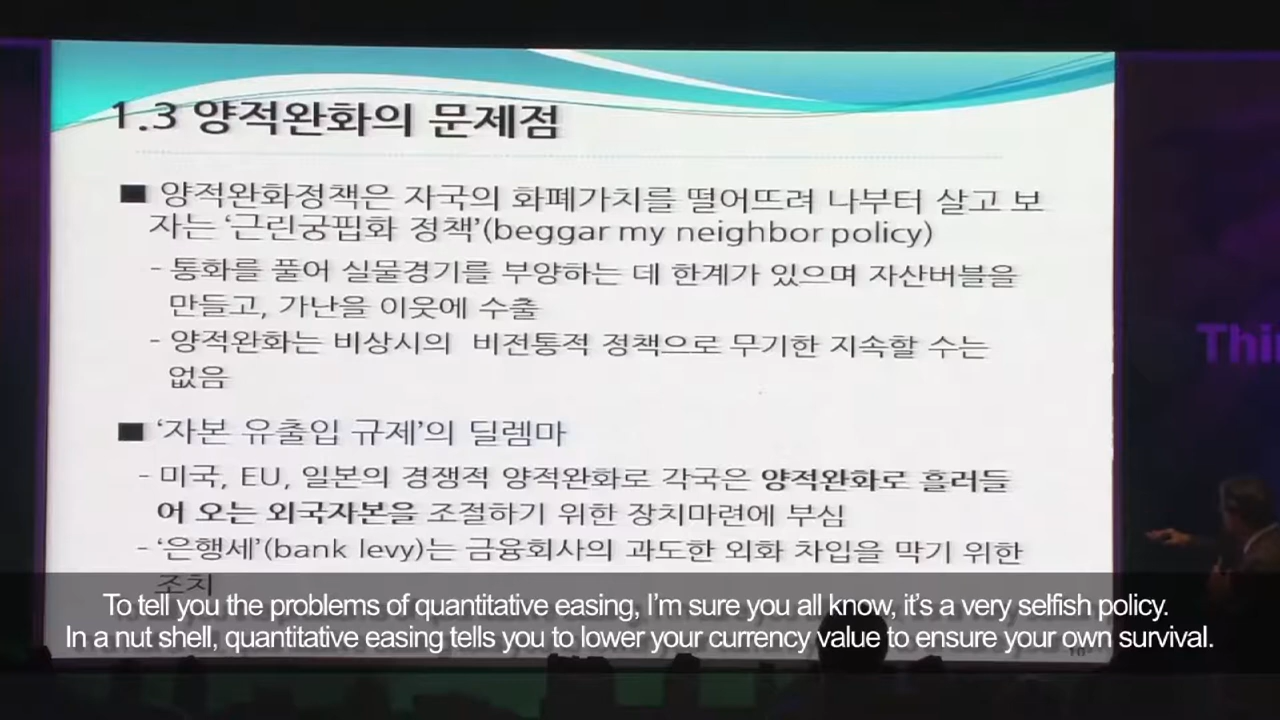 1.3 양적완화의 문제점
■ 양적완화정책은 자국의 화폐가치를 떨어뜨려 나부터 살고 보
자는 ‘근린궁핍화 정책’(beggar my neighbor policy)
- 통화를 풀어 실물경기를 부양하는 데 한계가 있으며 자산버블을
만들고, 가난을 이웃에 수출
- 양적완화는 비상시의 비전통적 정책으로 무기한 지속할 수는
없음
■ ‘자본 유출입 규제’의 딜렘마
- 미국, EU, 일본의 경쟁적 양적완화로 각국은 양적완화로 흘러들
어 오는 외국자본을 조절하기 위한 장치마련에 부심
- ‘은행세’(bank levy)는 금융회사의 과도한 외화 차입을 막기 위한
조치
To tell you the problems of quantitative easing, I'm sure you all know, it's a very selfish policy.
In a nut shell, quantitative easing tells you to lower your currency value to ensure your own survival.
Thi